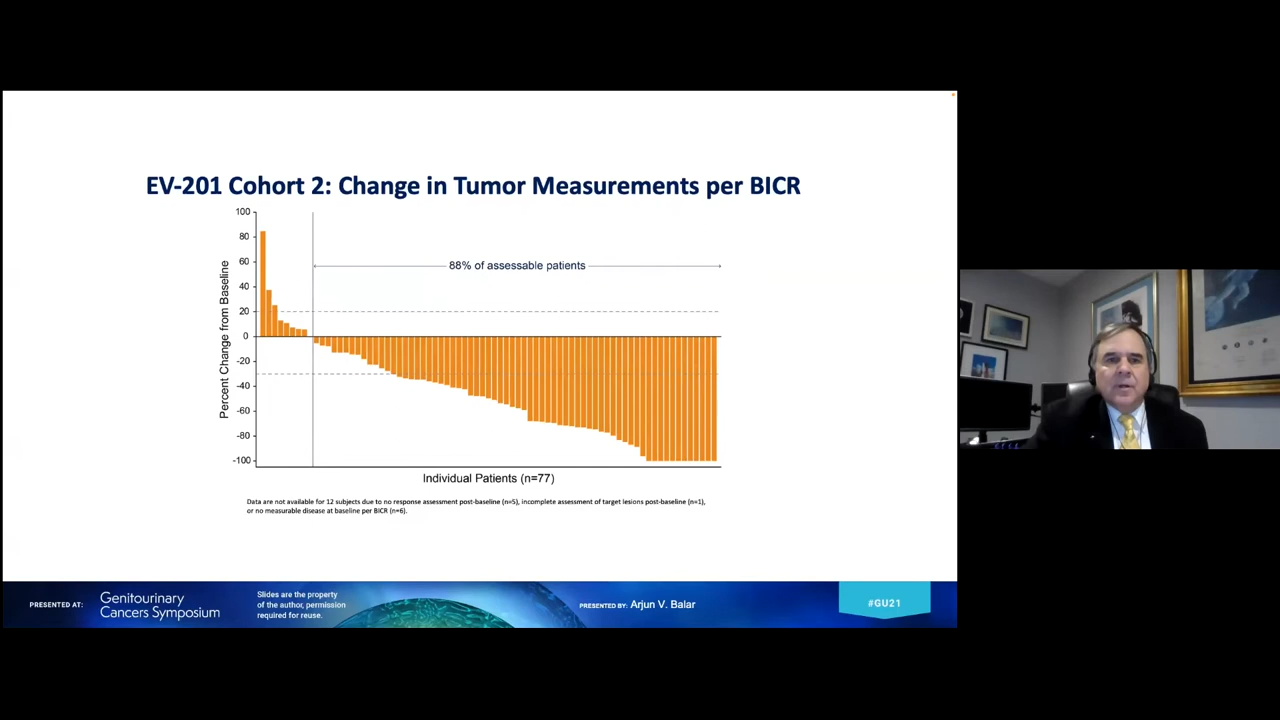 EV-201 Cohort 2: Change in Tumor Measurements per BICR
100
80
60
40
20
0
-20
-40
-60
-80
-100
Percent Change from Baseline
88% of assessable patients
Individual Patients (n=77)
Data are not available for 12 subjects due to no response assessment post-baseline (n=5), incomplete assessment of target lesions post-baseline (n=1),
or no measurable disease at baseline per BICR (n=6).
PRESENTED AT:
Genitourinary
Cancers Symposium
Slides are the property
of the author, permission
required for reuse.
PRESENTED BY: Arjun V. Balar
#GU21